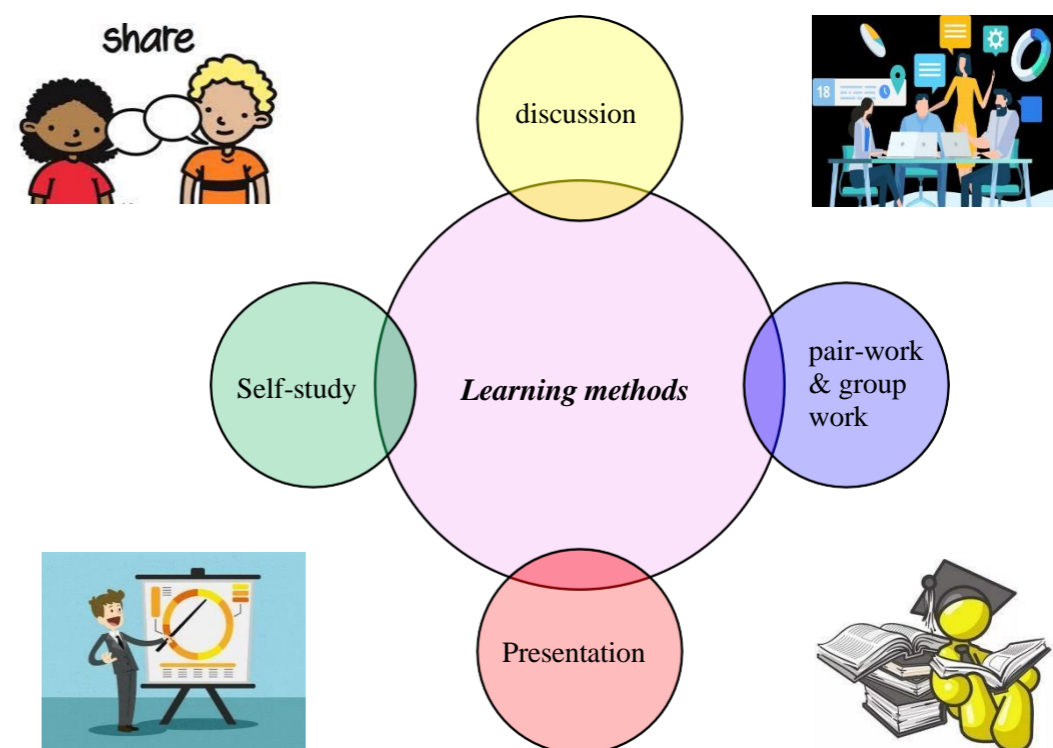 share
discussion
18
Self-study
Learning methods
pair-work
& group
work
Presentation